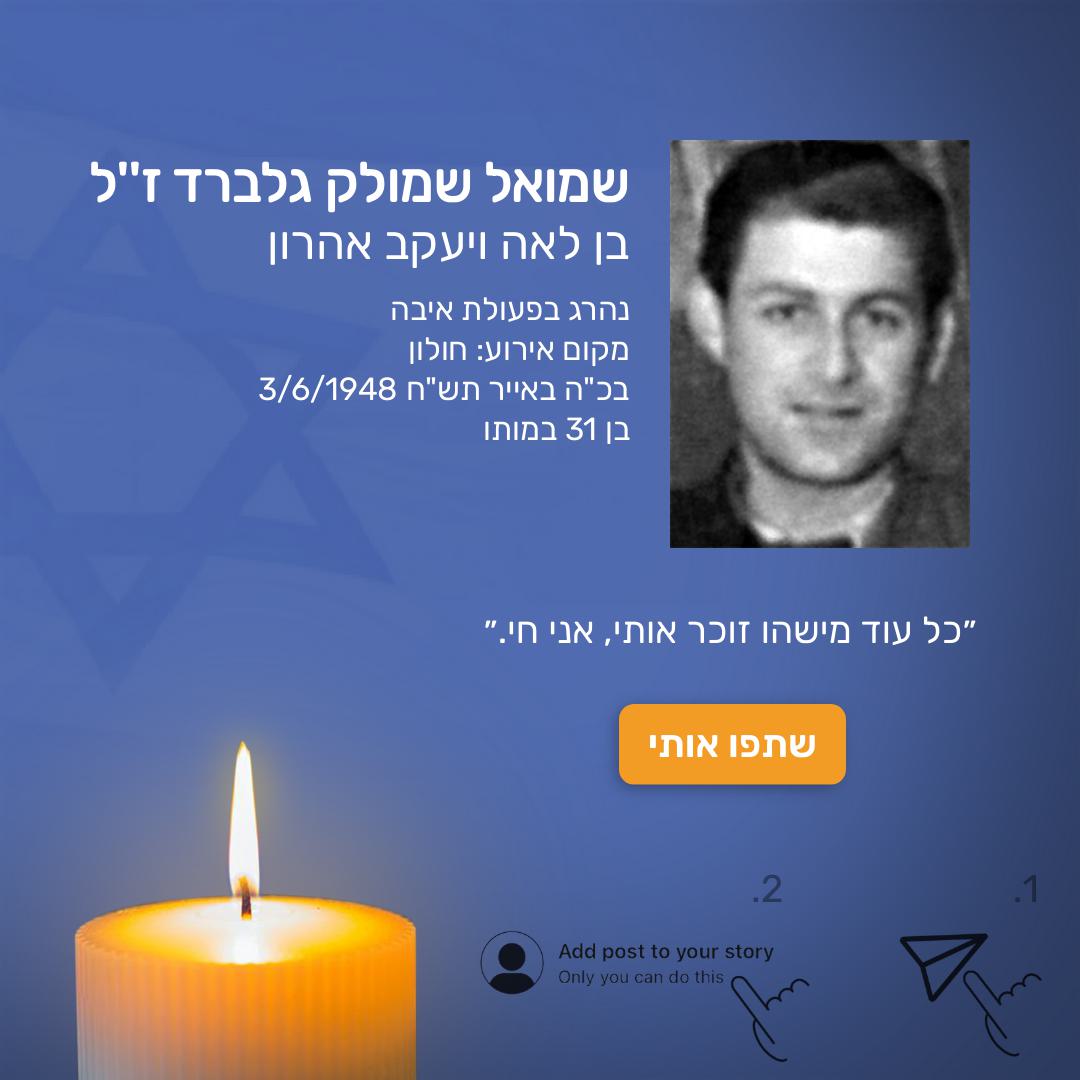 שמואל שמולק גלברד ז''ל
בן לאה ויעקב אהרון
נהרג בפעולת איבה
מקום אירוע: חולון
בכ"ה באייר תש"ח 3/6/1948
בן 31 במותו
״כל עוד מישהו זוכר אותי, אני חי.״
שתפו אותי
.1
.2
Add post to your story
Only you can do this